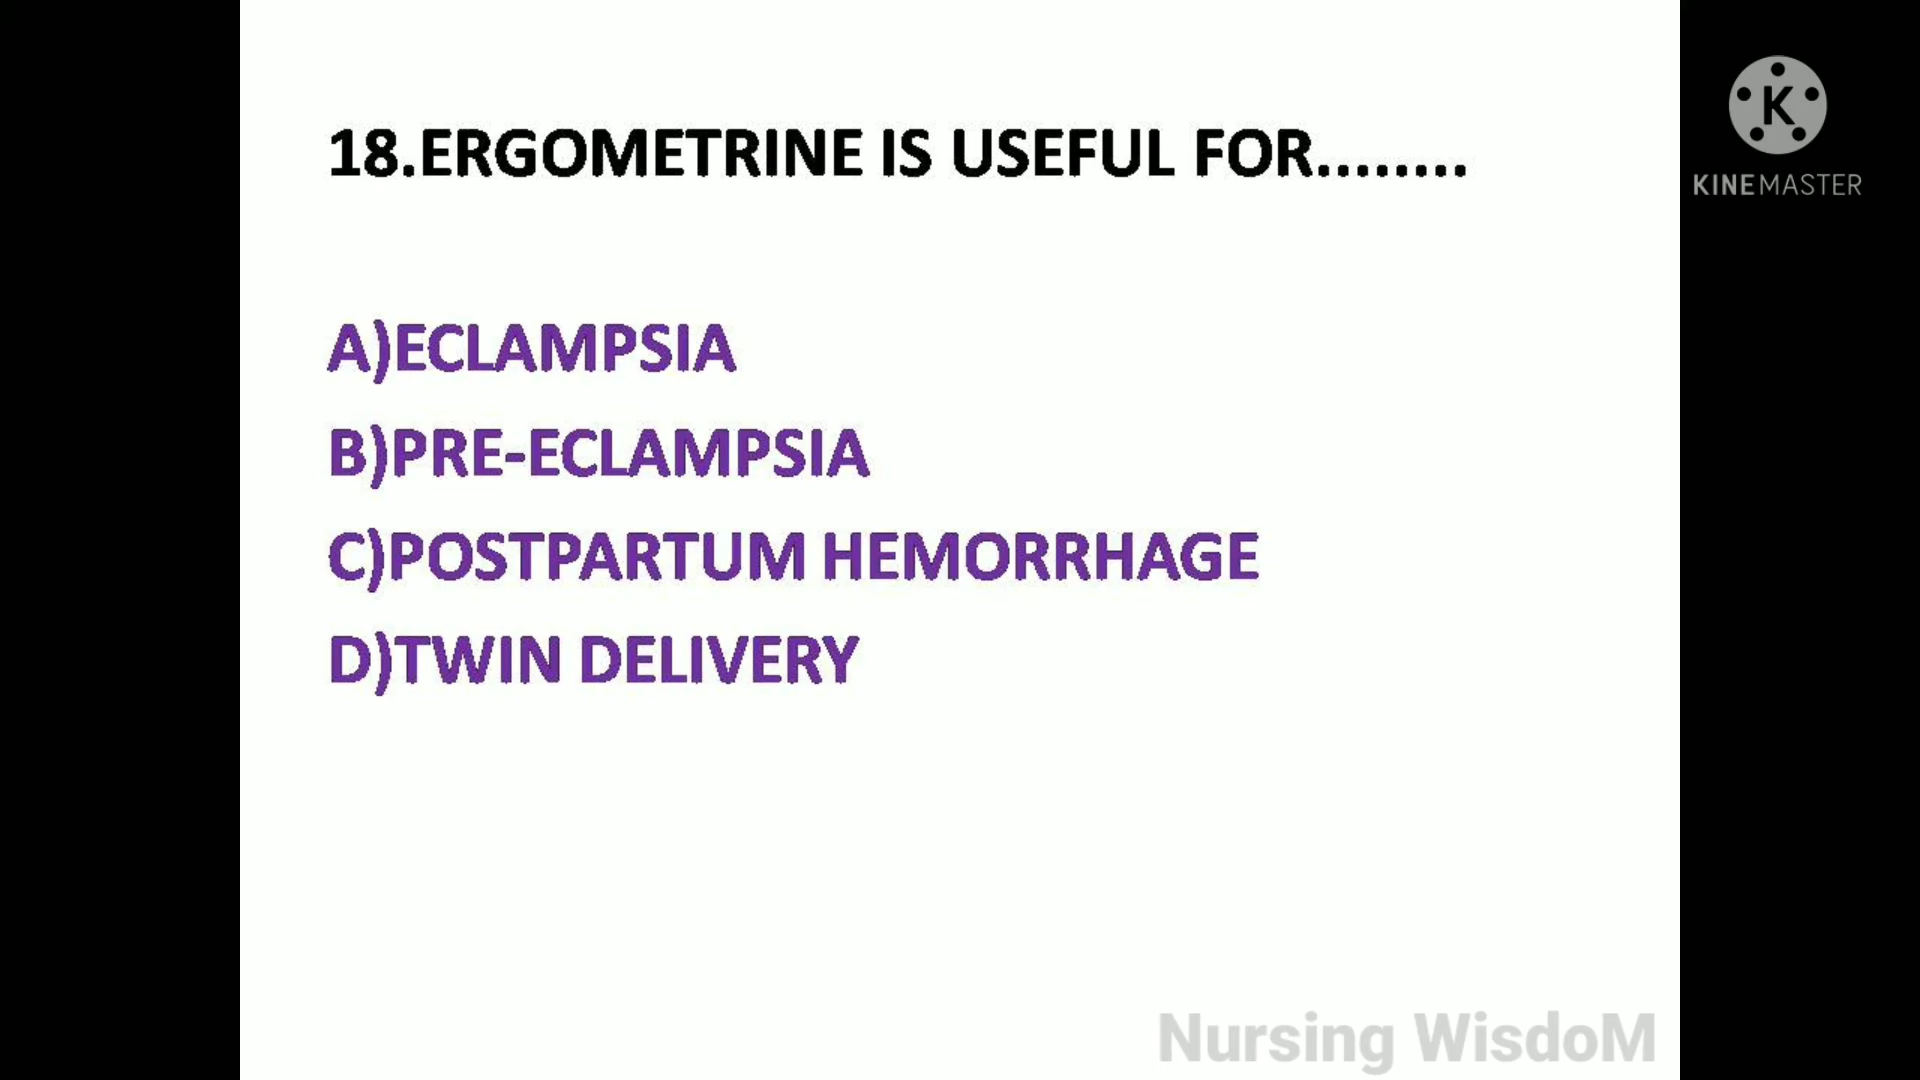 18.ERGOMETRINE IS USEFUL FOR........
A)ECLAMPSIA
B)PRE-ECLAMPSIA
C)POSTPARTUM HEMORRHAGE
D)TWIN DELIVERY
K
KINEMASTER
Nursing WisdoM